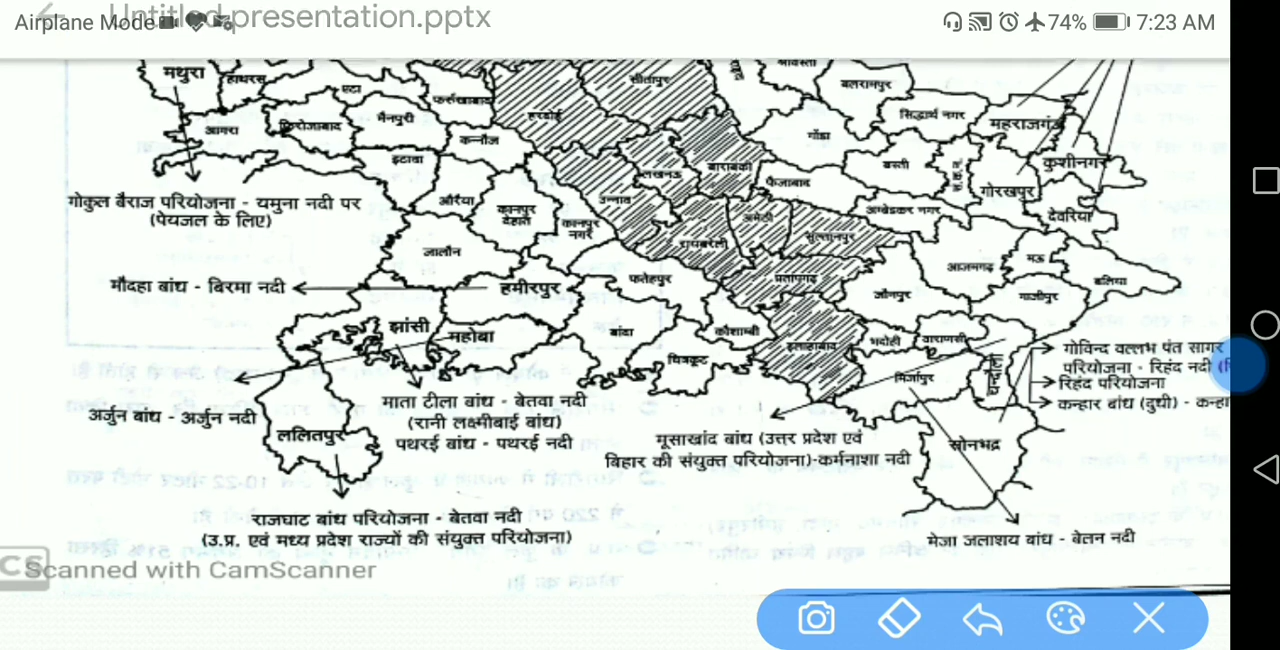 Untitled presentation.pptx
Airplane Mode
74%
7:23 AM
मथुरा
हाथरस
एटा
फर्रुखाबाद
हरदोई
सीतापुर
श्रावस्ती
बलरामपुर
सिद्धार्थ नगर
महराजगंज
आगरा
फिरोजाबाद
मैनपुरी
कन्नौज
गोंडा
बस्ती
कुशीनगर
इटावा
लखनऊ
बाराबंकी
फैजाबाद
गोरखपुर
औरैया
कानपुर देहात
कानपुर नगर
उन्नाव
अमेठी
अम्बेडकर नगर
देवरिया
गोकुल बैराज परियोजना - यमुना नदी पर
(पेयजल के लिए)
जालौन
रायबरेली
सुल्तानपुर
आजमगढ़
मऊ
बलिया
मौदहा बांध - बिरमा नदी
हमीरपुर
फतेहपुर
प्रतापगढ़
जौनपुर
गाजीपुर
झांसी
महोबा
बांदा
कौशाम्बी
इलाहाबाद
भदोही
वाराणसी
चित्रकूट
मिर्जापुर
चन्दौली
गोविन्द वल्लभ पंत सागर
परियोजना - रिहंद नदी
रिहंद परियोजना
कन्हार बांध (दुधी) - कन्हा
अर्जुन बांध - अर्जुन नदी
माता टीला बांध - बेतवा नदी
(रानी लक्ष्मीबाई बांध)
पथरई बांध - पथरई नदी
ललितपुर
मूसाखांद बांध (उत्तर प्रदेश एवं
बिहार की संयुक्त परियोजना)-कर्मनाशा नदी
सोनभद्र
राजघाट बांध परियोजना - बेतवा नदी
(उ.प्र. एवं मध्य प्रदेश राज्यों की संयुक्त परियोजना)
मेजा जलाशय बांध - बेलन नदी
CS Scanned with CamScanner